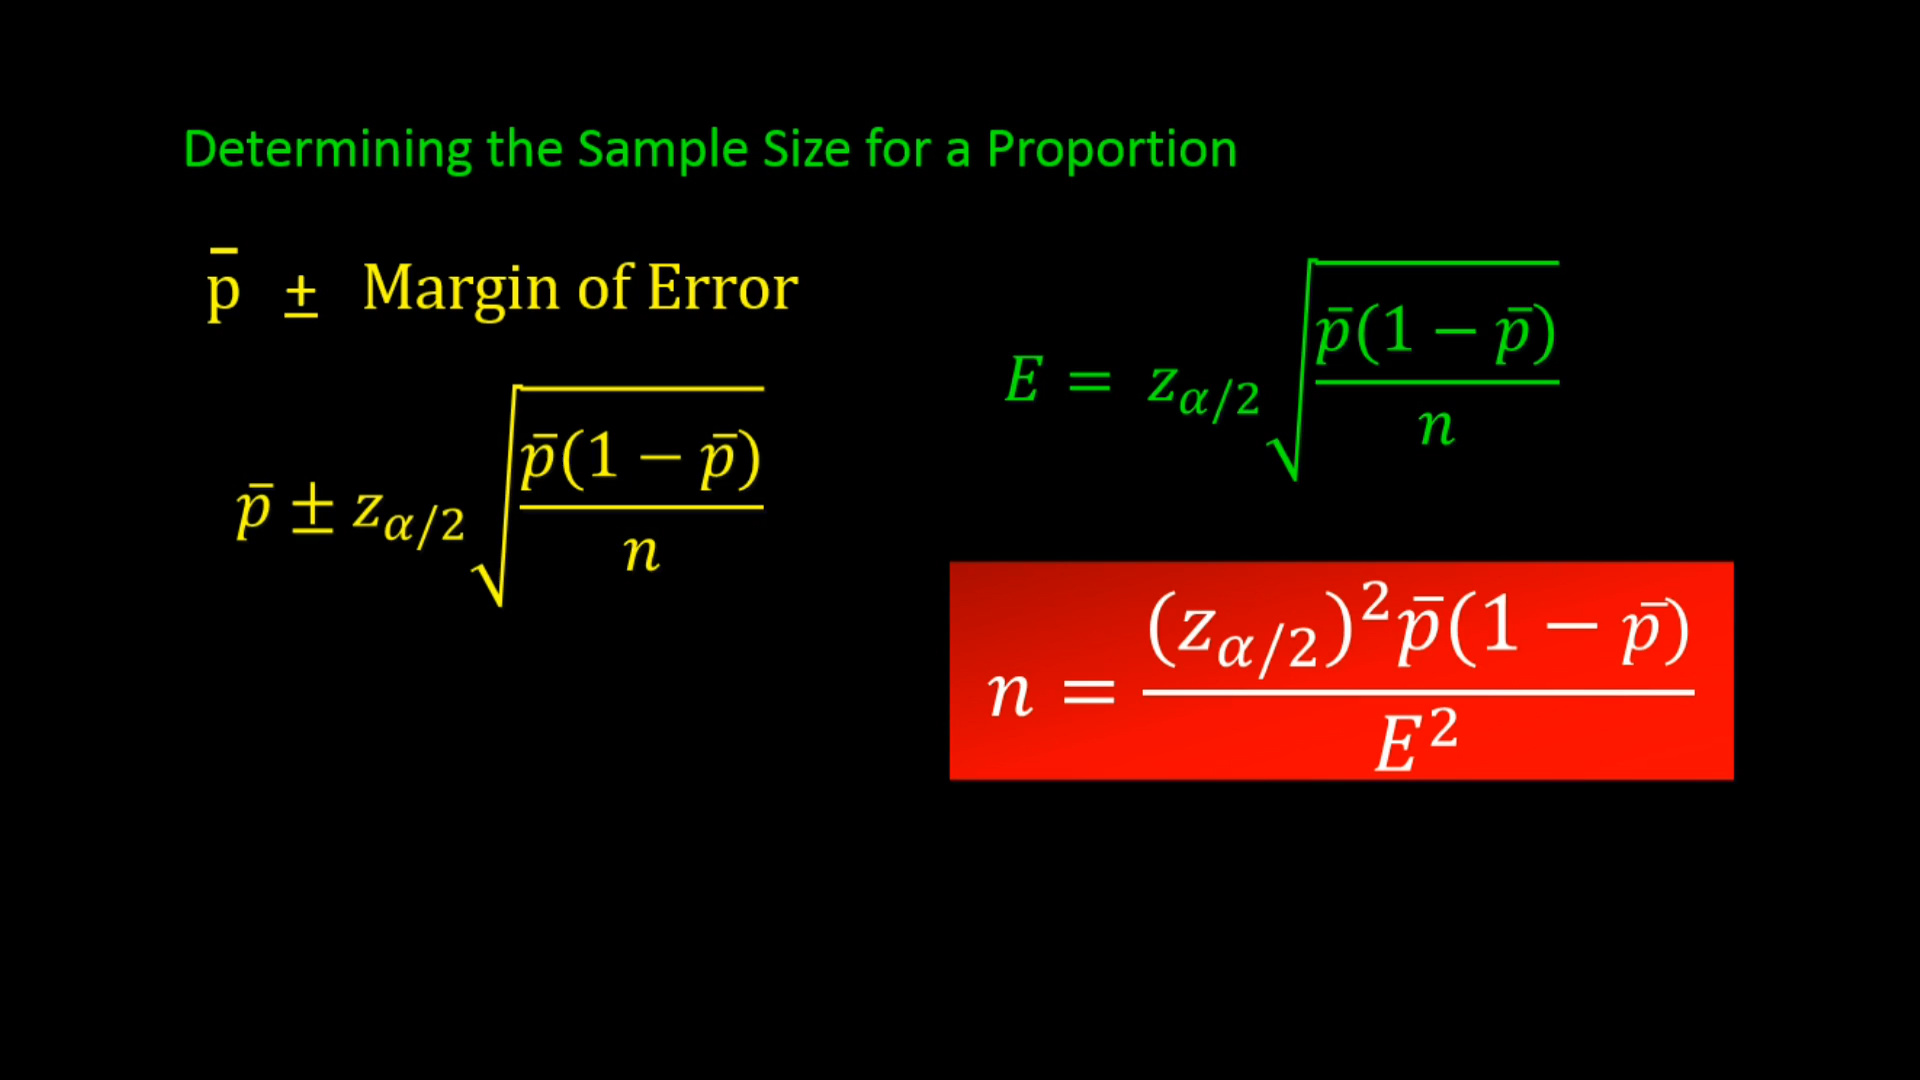 Determining the Sample Size for a Proportion
p̄ ± Margin of Error
p̄ ± z_{α/2} √(p̄(1 − p̄) / n)
E = z_{α/2} √(p̄(1 − p̄) / n)
n = (z_{α/2})² p̄(1 − p̄) / E²